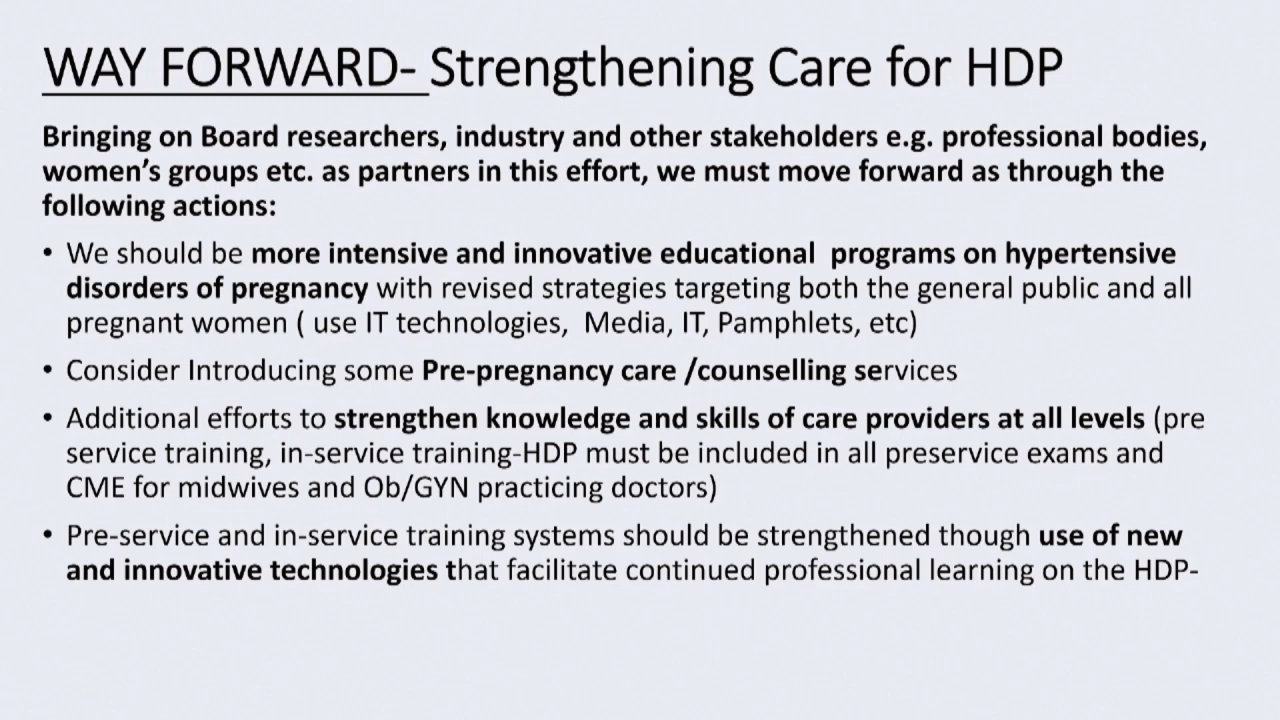 WAY FORWARD- Strengthening Care for HDP
Bringing on Board researchers, industry and other stakeholders e.g. professional bodies,
women's groups etc. as partners in this effort, we must move forward as through the
following actions:
• We should be more intensive and innovative educational  programs on hypertensive
disorders of pregnancy with revised strategies targeting both the general public and all
pregnant women ( use IT technologies,  Media, IT, Pamphlets, etc)
• Consider Introducing some Pre-pregnancy care /counselling services
• Additional efforts to strengthen knowledge and skills of care providers at all levels (pre
service training, in-service training-HDP must be included in all preservice exams and
CME for midwives and Ob/GYN practicing doctors)
• Pre-service and in-service training systems should be strengthened though use of new
and innovative technologies that facilitate continued professional learning on the HDP-